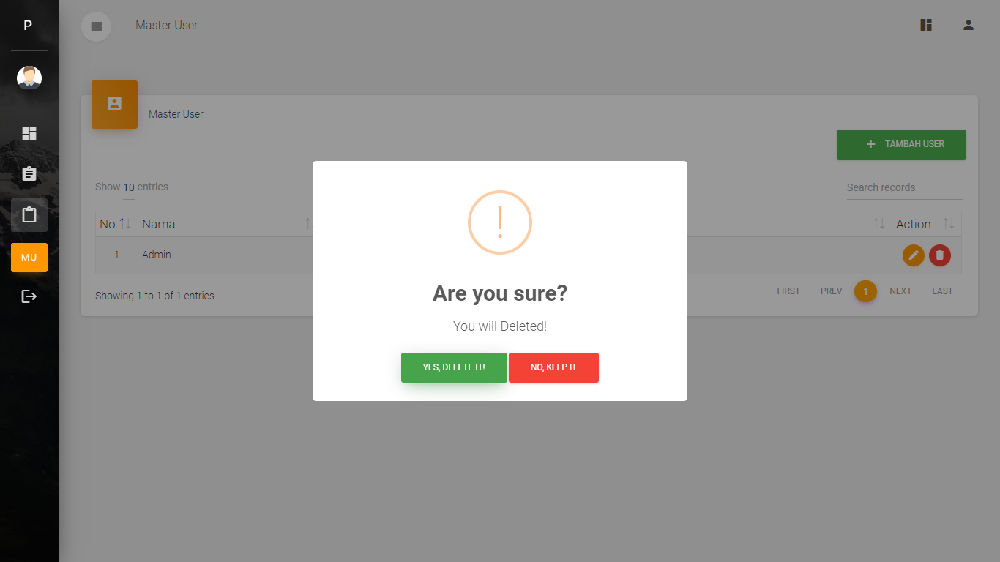 P
Master User
Master User
TAMBAH USER
Show 10 entries
Search records
No. Nama Action
1 Admin
Showing 1 to 1 of 1 entries
FIRST PREV 1 NEXT LAST
MU
Are you sure?
You will Deleted!
YES, DELETE IT! NO, KEEP IT